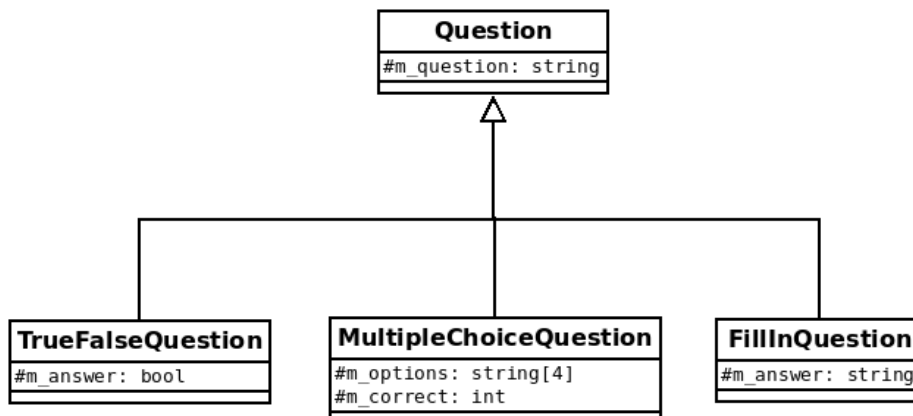 Question
#m_question: string
TrueFalseQuestion
#m_answer: bool
MultipleChoiceQuestion
#m_options: string[4]
#m_correct: int
FillInQuestion
#m_answer: string